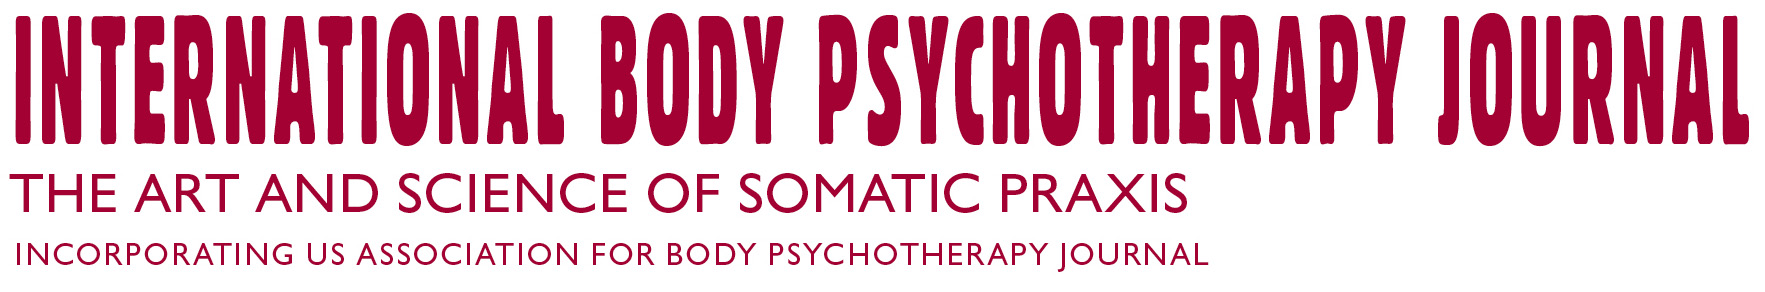 INTERNATIONAL BODY PSYCHOTHERAPY JOURNAL
THE ART AND SCIENCE OF SOMATIC PRAXIS
INCORPORATING US ASSOCIATION FOR BODY PSYCHOTHERAPY JOURNAL